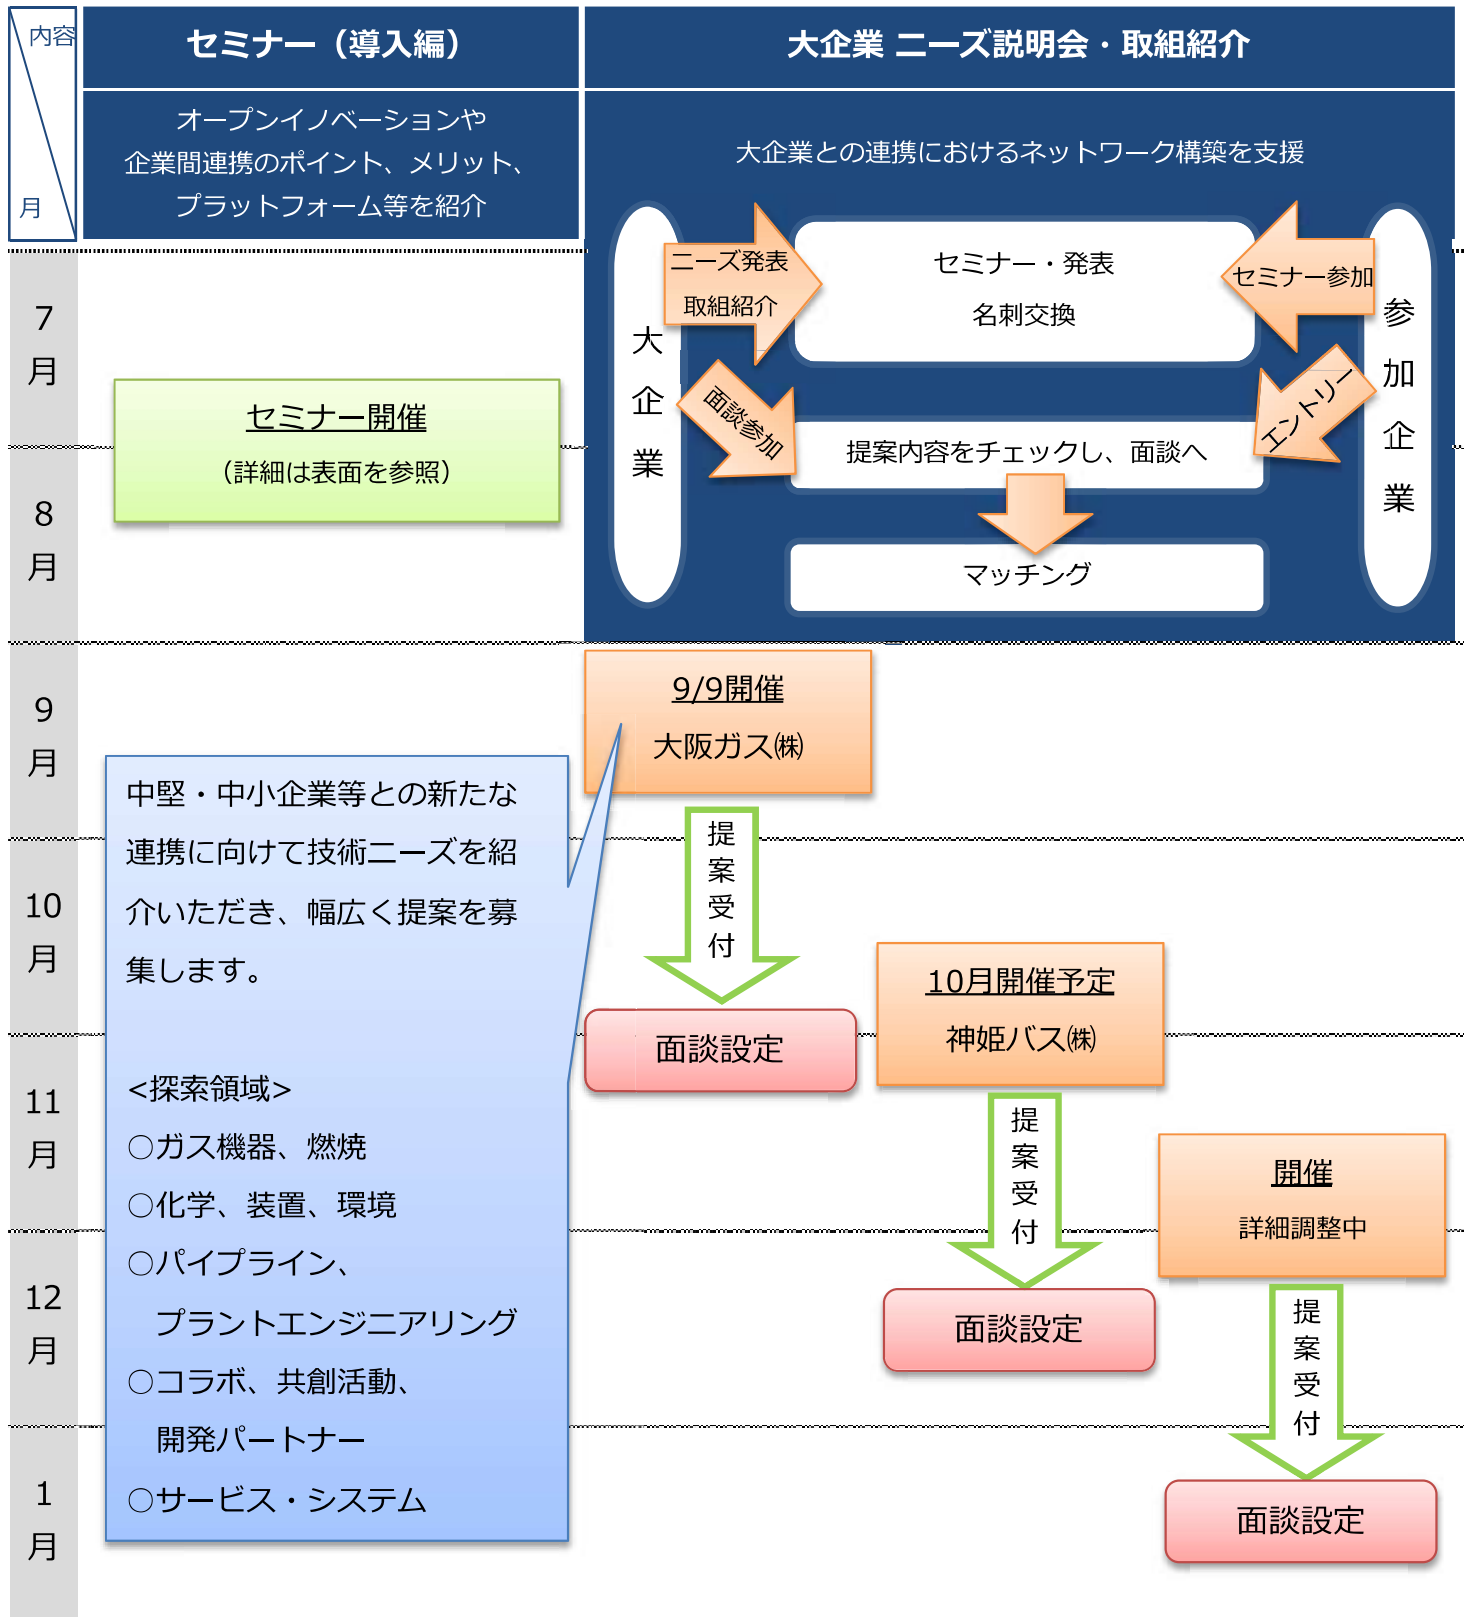 内容
月
セミナー（導入編）
大企業 ニーズ説明会・取組紹介
オープンイノベーションや
企業間連携のポイント、メリット、
プラットフォーム等を紹介
大企業との連携におけるネットワーク構築を支援
大企業
ニーズ発表
取組紹介
セミナー・発表
名刺交換
セミナー参加
参加企業
面談参加
エントリー
提案内容をチェックし、面談へ
マッチング
7月
セミナー開催
（詳細は表面を参照）
8月
9月
9/9開催
大阪ガス㈱
提案受付
面談設定
中堅・中小企業等との新たな
連携に向けて技術ニーズを紹
介いただき、幅広く提案を募
集します。
<探索領域>
○ガス機器、燃焼
○化学、装置、環境
○パイプライン、
プラントエンジニアリング
○コラボ、共創活動、
開発パートナー
○サービス・システム
10月
10月開催予定
神姫バス㈱
提案受付
面談設定
11月
開催
詳細調整中
提案受付
面談設定
12月
1月